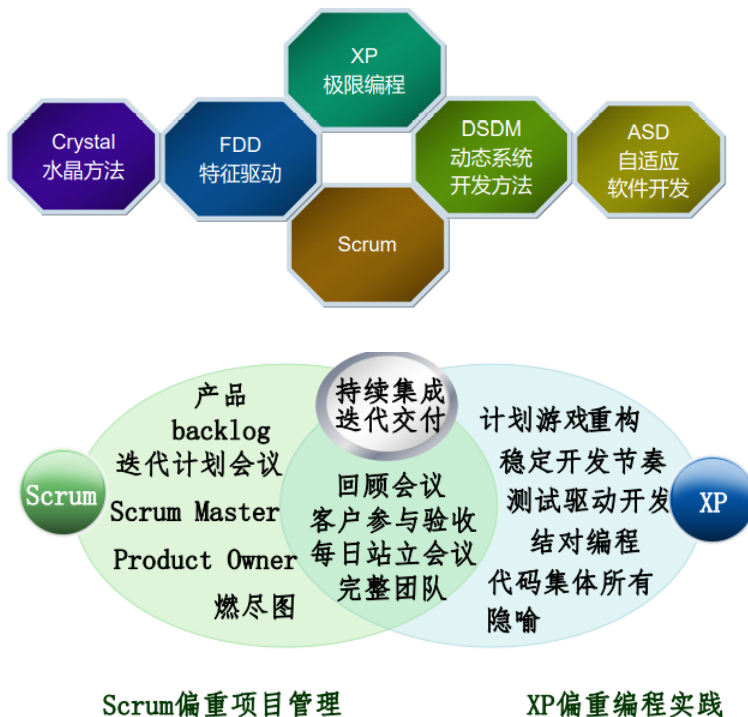 XP
极限编程
Crystal
水晶方法
FDD
特征驱动
DSDM
动态系统
开发方法
ASD
自适应
软件开发
Scrum
持续集成
迭代交付
Scrum
产品
backlog
迭代计划会议
Scrum Master
Product Owner
燃尽图
回顾会议
客户参与验收
每日站立会议
完整团队
计划游戏重构
稳定开发节奏
测试驱动开发
结对编程
代码集体所有
隐喻
XP
Scrum偏重项目管理
XP偏重编程实践